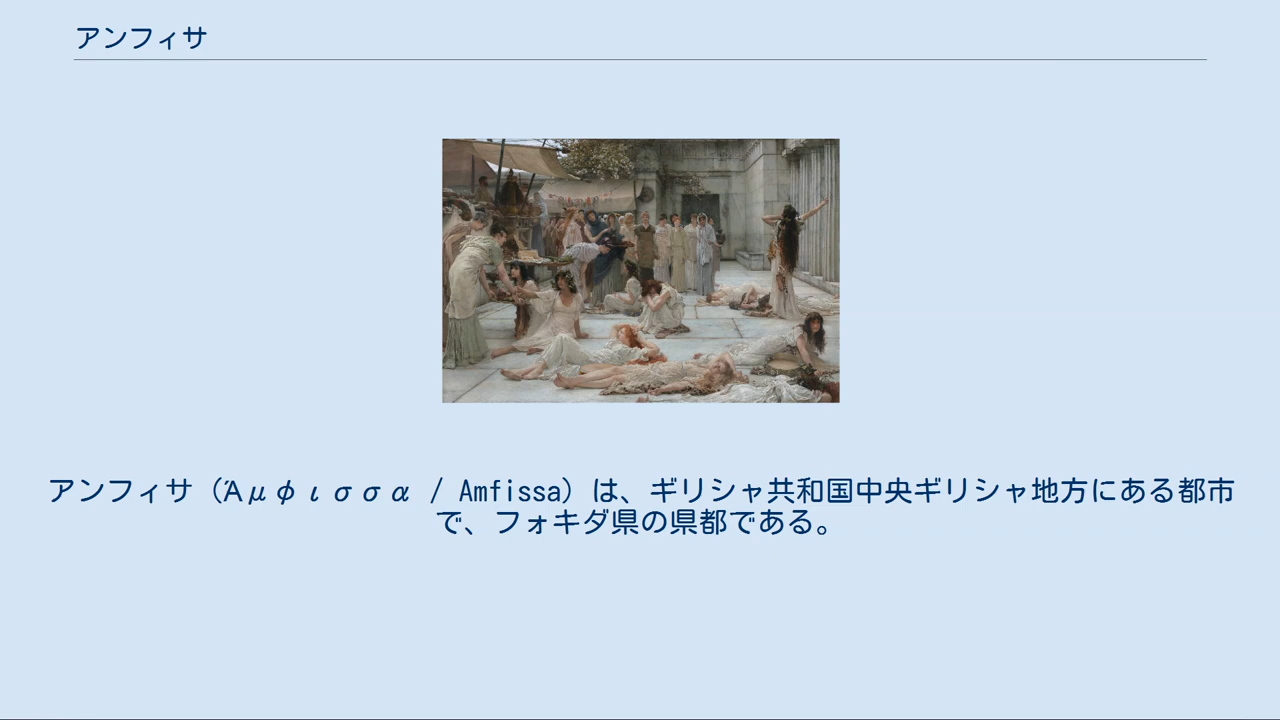 アンフィサ
アンフィサ（Άμφισσα / Amfissa）は、ギリシャ共和国中央ギリシャ地方にある都市
で、フォキダ県の県都である。